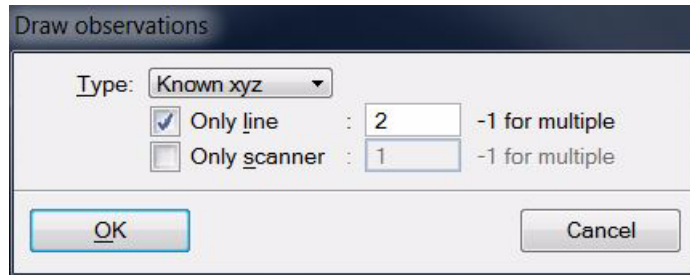 Draw observations
Type: Known xyz
Only line : 2 -1 for multiple
Only scanner : 1 -1 for multiple
OK Cancel